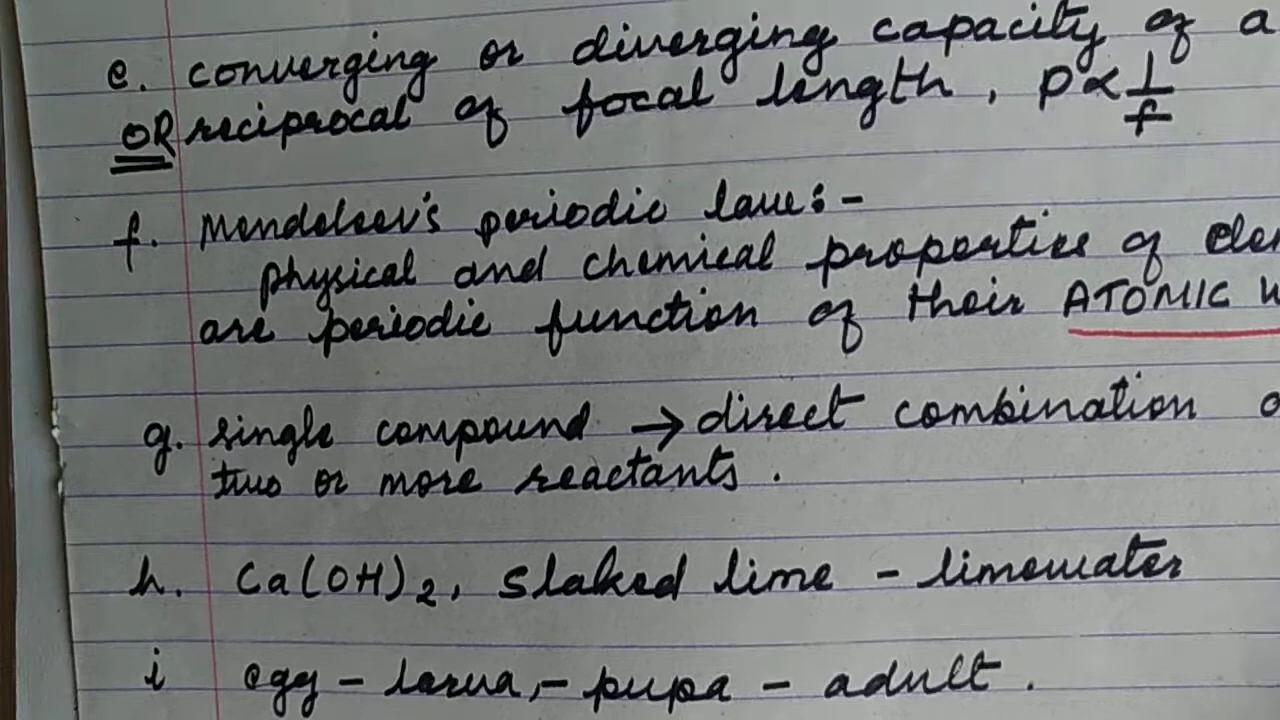 e. converging or diverging capacity of a
OR reciprocal of focal length, P∝1/f
f. Mendeleev's periodic law:-
physical and chemical properties of
are periodic function of their ATOMIC
g. single compound → direct combination
two or more reactants.
h. Ca(OH)2, slaked lime - limewater
i egg - larva,- pupa - adult.